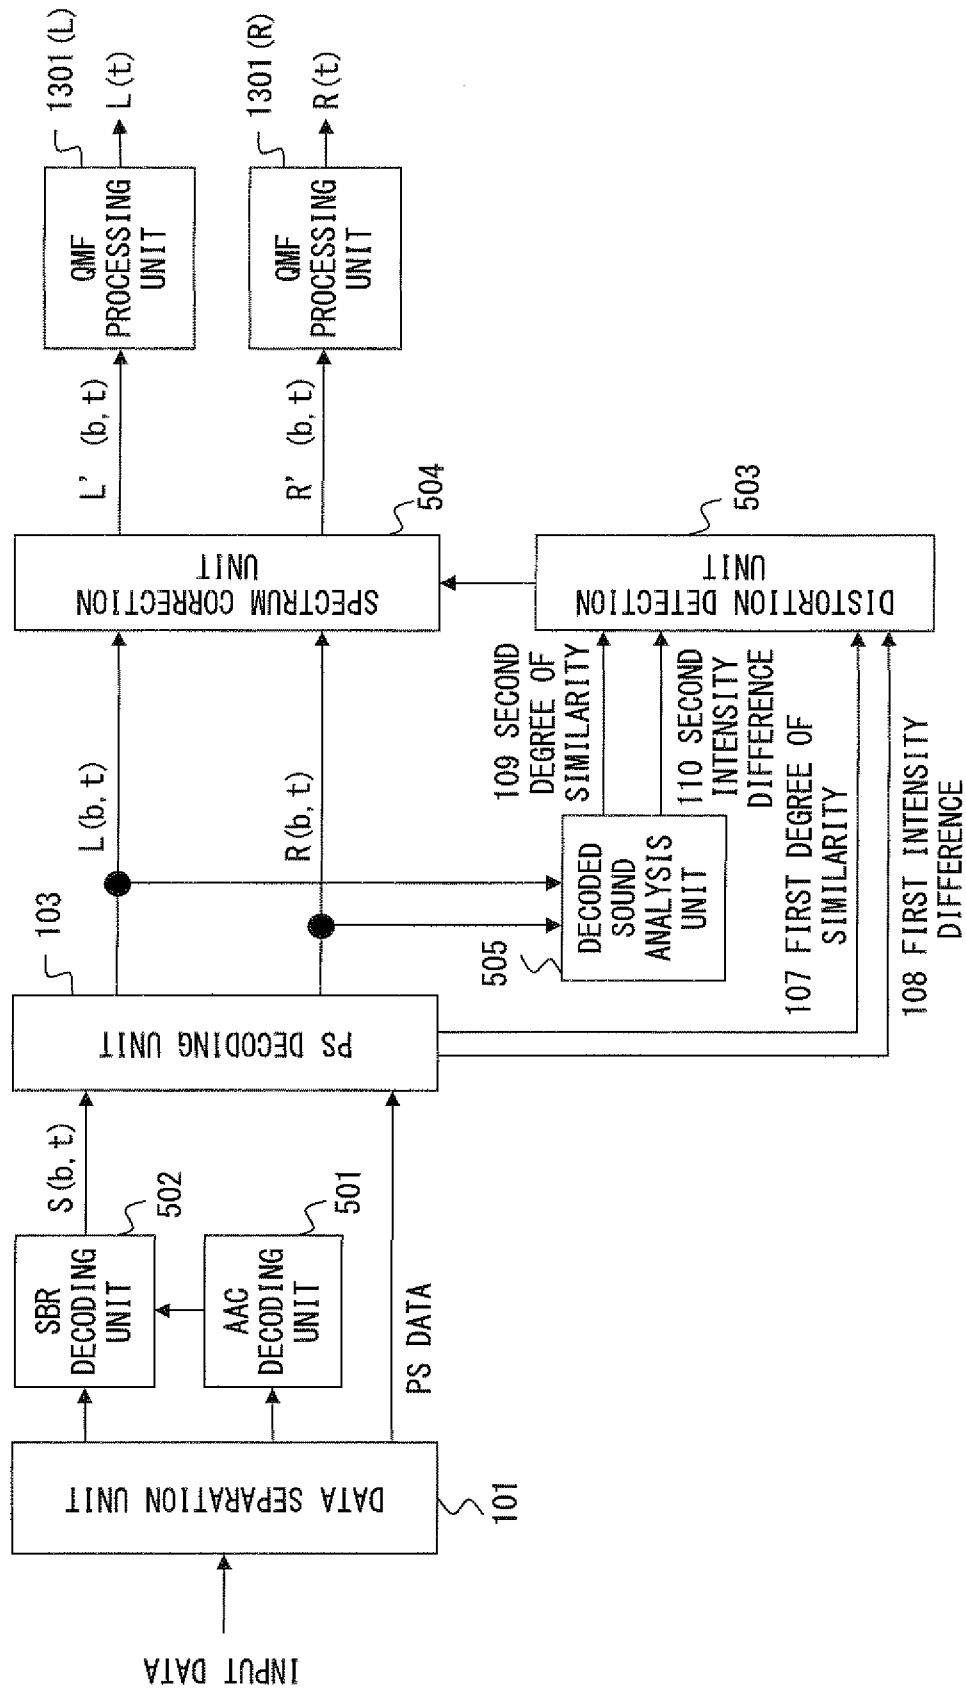 INPUT DATA
DATA SEPARATION UNIT
101
SBR
DECODING
UNIT
502
AAC
DECODING
UNIT
501
PS DATA
S(b, t)
PS DECODING UNIT
103
L(b, t)
R(b, t)
505
DECODED
SOUND
ANALYSIS
UNIT
109 SECOND
DEGREE OF
SIMILARITY
110 SECOND
INTENSITY
DIFFERENCE
107 FIRST DEGREE OF
SIMILARITY
108 FIRST INTENSITY
DIFFERENCE
SPECTRUM CORRECTION
UNIT
504
DISTORTION DETECTION
UNIT
503
L' (b, t)
R' (b, t)
QMF
PROCESSING
UNIT
1301(L)
L(t)
QMF
PROCESSING
UNIT
1301(R)
R(t)